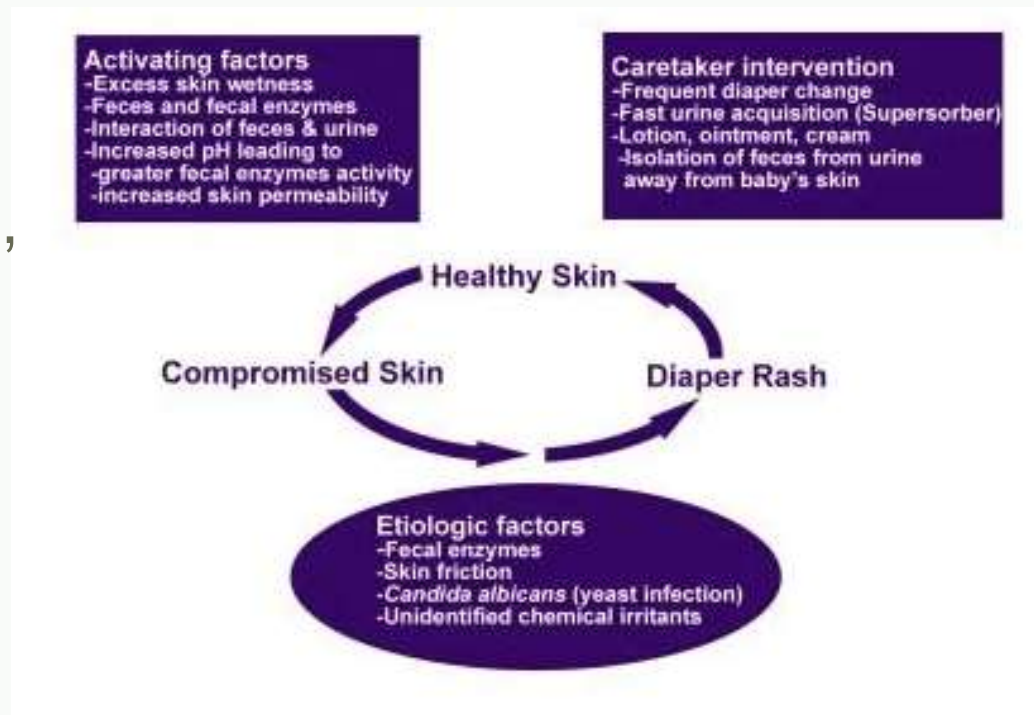 Activating factors
-Excess skin wetness
-Feces and fecal enzymes
-Interaction of feces & urine
-Increased pH leading to
-greater fecal enzymes activity
-increased skin permeability
Caretaker intervention
-Frequent diaper change
-Fast urine acquisition (Supersorber)
-Lotion, ointment, cream
-Isolation of feces from urine
away from baby's skin
,
Healthy Skin
Compromised Skin
Diaper Rash
Etiologic factors
-Fecal enzymes
-Skin friction
-Candida albicans (yeast infection)
-Unidentified chemical irritants